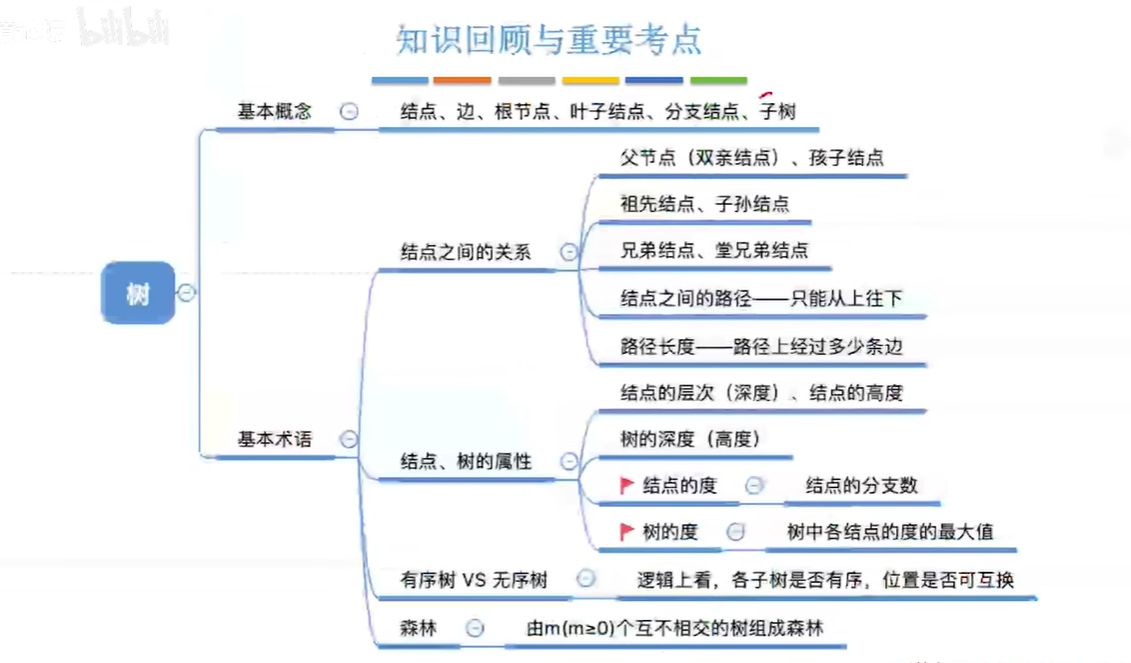 bilibili
知识回顾与重要考点
基本概念 结点、边、根节点、叶子结点、分支结点、子树
父节点（双亲结点）、孩子结点
祖先结点、子孙结点
结点之间的关系
兄弟结点、堂兄弟结点
树
结点之间的路径——只能从上往下
路径长度——路径上经过多少条边
结点的层次（深度）、结点的高度
基本术语
树的深度（高度）
结点、树的属性
结点的度 结点的分支数
树的度 树中各结点的度的最大值
有序树 VS 无序树 逻辑上看，各子树是否有序，位置是否可互换
森林 由m(m≥0)个互不相交的树组成森林